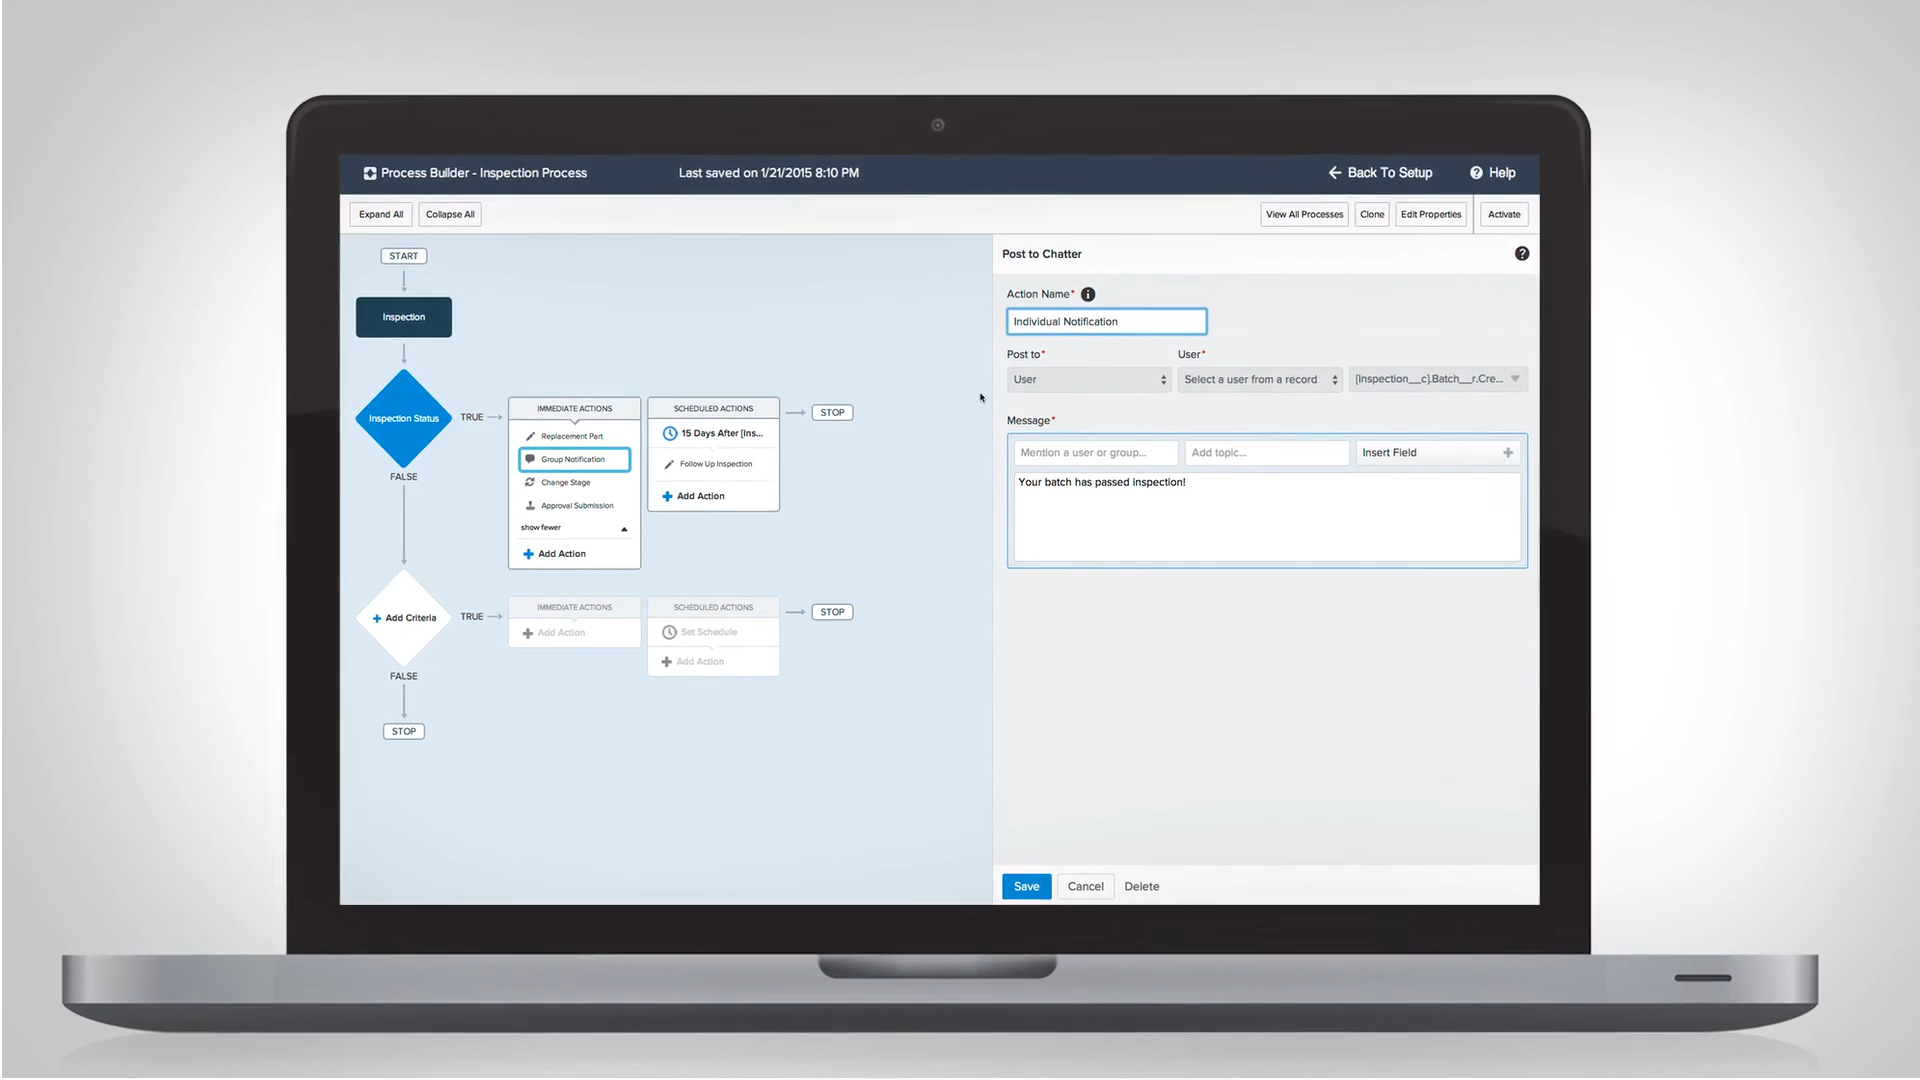 Process Builder - Inspection Process
Last saved on 1/21/2015 8:10 PM
Back To Setup
Help
Expand All
Collapse All
View All Processes
Clone
Edit Properties
Activate
START
Inspection
Inspection Status
TRUE
FALSE
IMMEDIATE ACTIONS
Replacement Part
Group Notification
Change Stage
Approval Submission
show fewer
Add Action
SCHEDULED ACTIONS
15 Days After [Ins...
Follow Up Inspection
Add Action
STOP
Add Criteria
TRUE
FALSE
IMMEDIATE ACTIONS
Add Action
SCHEDULED ACTIONS
Set Schedule
Add Action
STOP
STOP
Post to Chatter
Action Name*
Individual Notification
Post to*
User*
User
Select a user from a record
[Inspection__c].Batch__r.Cre...
Message*
Mention a user or group...
Add topic...
Insert Field
Your batch has passed inspection!
Save
Cancel
Delete